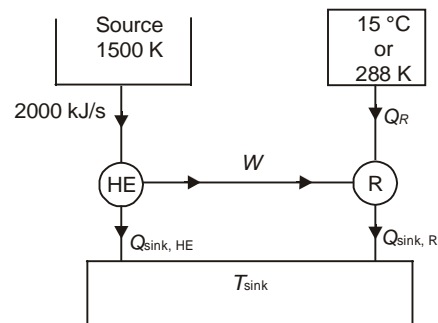 Source
1500 K
15 °C
or
288 K
2000 kJ/s
QR
W
HE
R
Qsink, HE
Qsink, R
Tsink